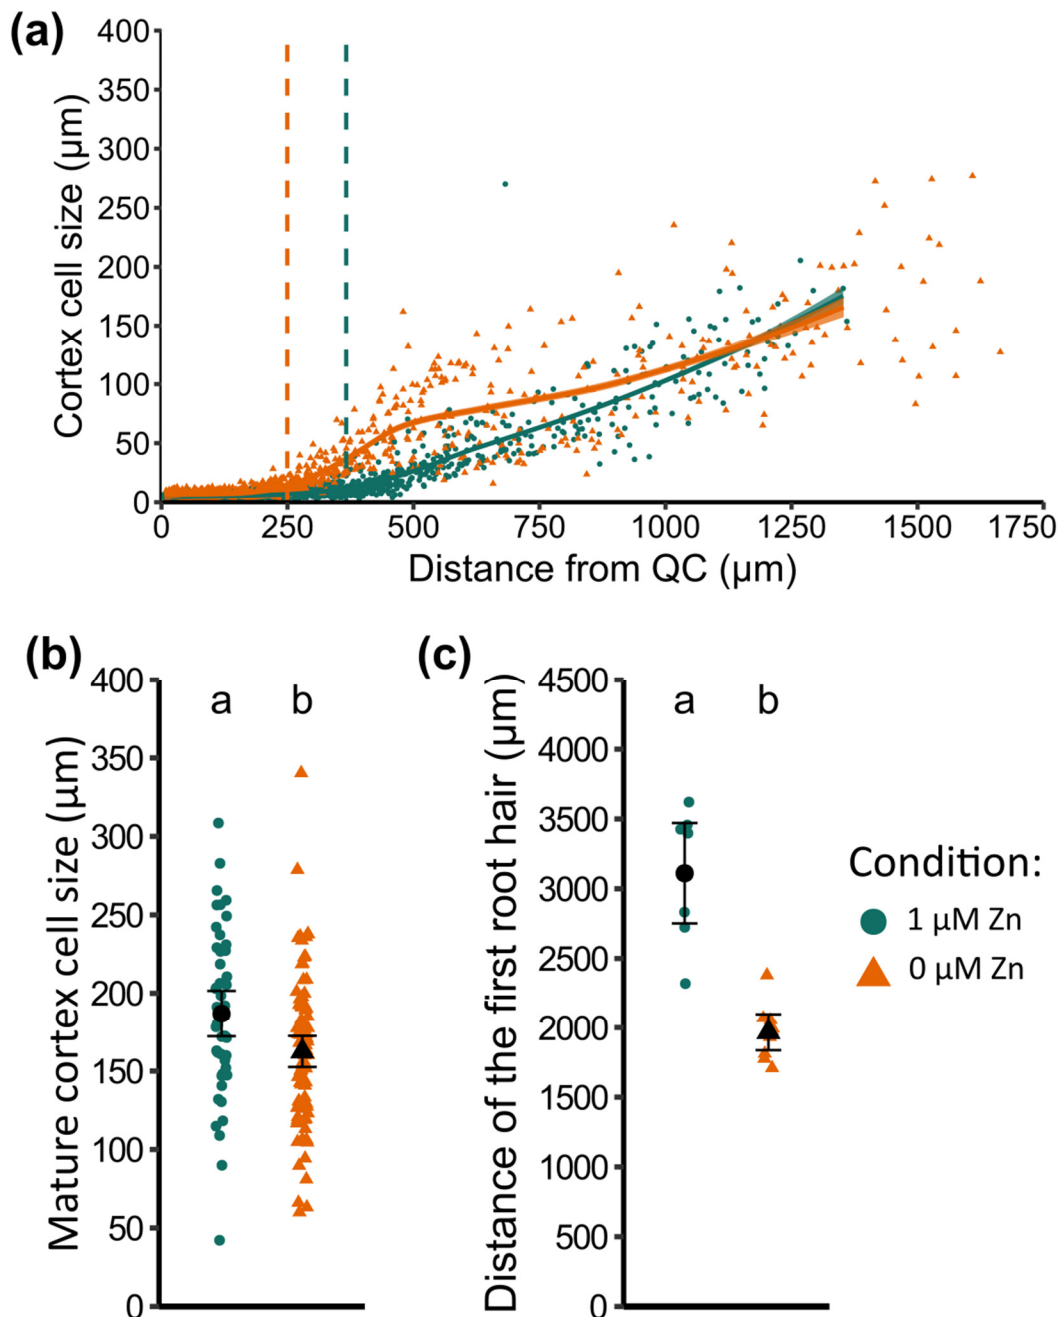 (a)
Cortex cell size (μm)
400
350
300
250
200
150
100
50
0
0 250 500 750 1000 1250 1500 1750
Distance from QC (μm)
(b)
Mature cortex cell size (μm)
400
350
300
250
200
150
100
50
0
a b
(c)
Distance of the first root hair (μm)
4500
4000
3500
3000
2500
2000
1500
1000
500
0
a b
Condition:
1 μM Zn
0 μM Zn